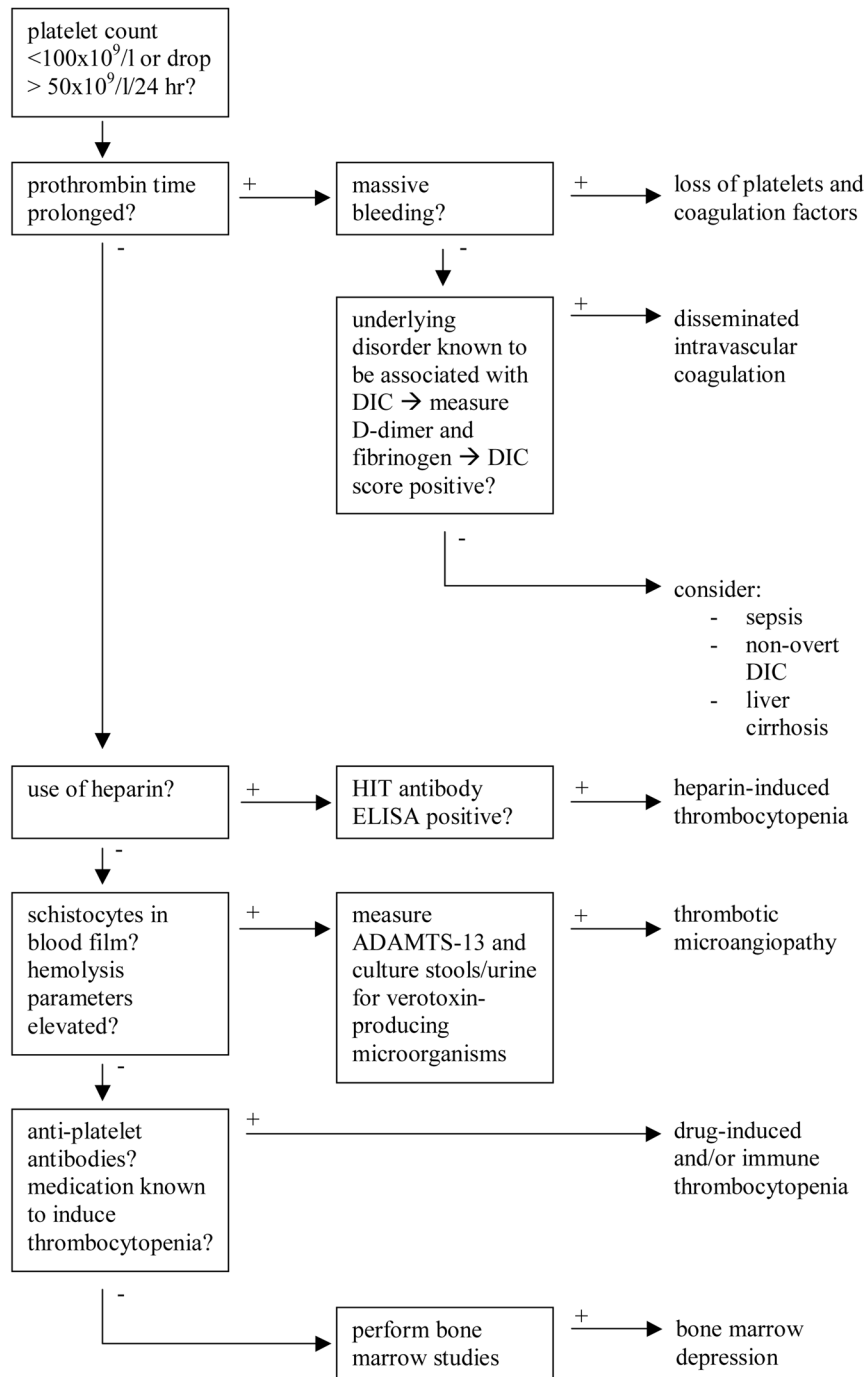 platelet count
<100x10⁹/l or drop
> 50x10⁹/l/24 hr?
prothrombin time
prolonged?
+
massive
bleeding?
+
loss of platelets and
coagulation factors
-
-
underlying
disorder known to
be associated with
DIC → measure
D-dimer and
fibrinogen → DIC
score positive?
+
disseminated
intravascular
coagulation
-
consider:
- sepsis
- non-overt
DIC
- liver
cirrhosis
use of heparin?
+
HIT antibody
ELISA positive?
+
heparin-induced
thrombocytopenia
-
schistocytes in
blood film?
hemolysis
parameters
elevated?
+
measure
ADAMTS-13 and
culture stools/urine
for verotoxin-
producing
microorganisms
+
thrombotic
microangiopathy
-
anti-platelet
antibodies?
medication known
to induce
thrombocytopenia?
+
drug-induced
and/or immune
thrombocytopenia
-
perform bone
marrow studies
+
bone marrow
depression